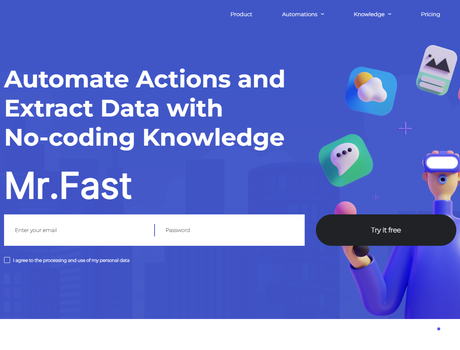 Product Automations Knowledge Pricing
Automate Actions and
Extract Data with
No-coding Knowledge
Mr.Fast
Enter your email Password Try it free
I agree to the processing and use of my personal data